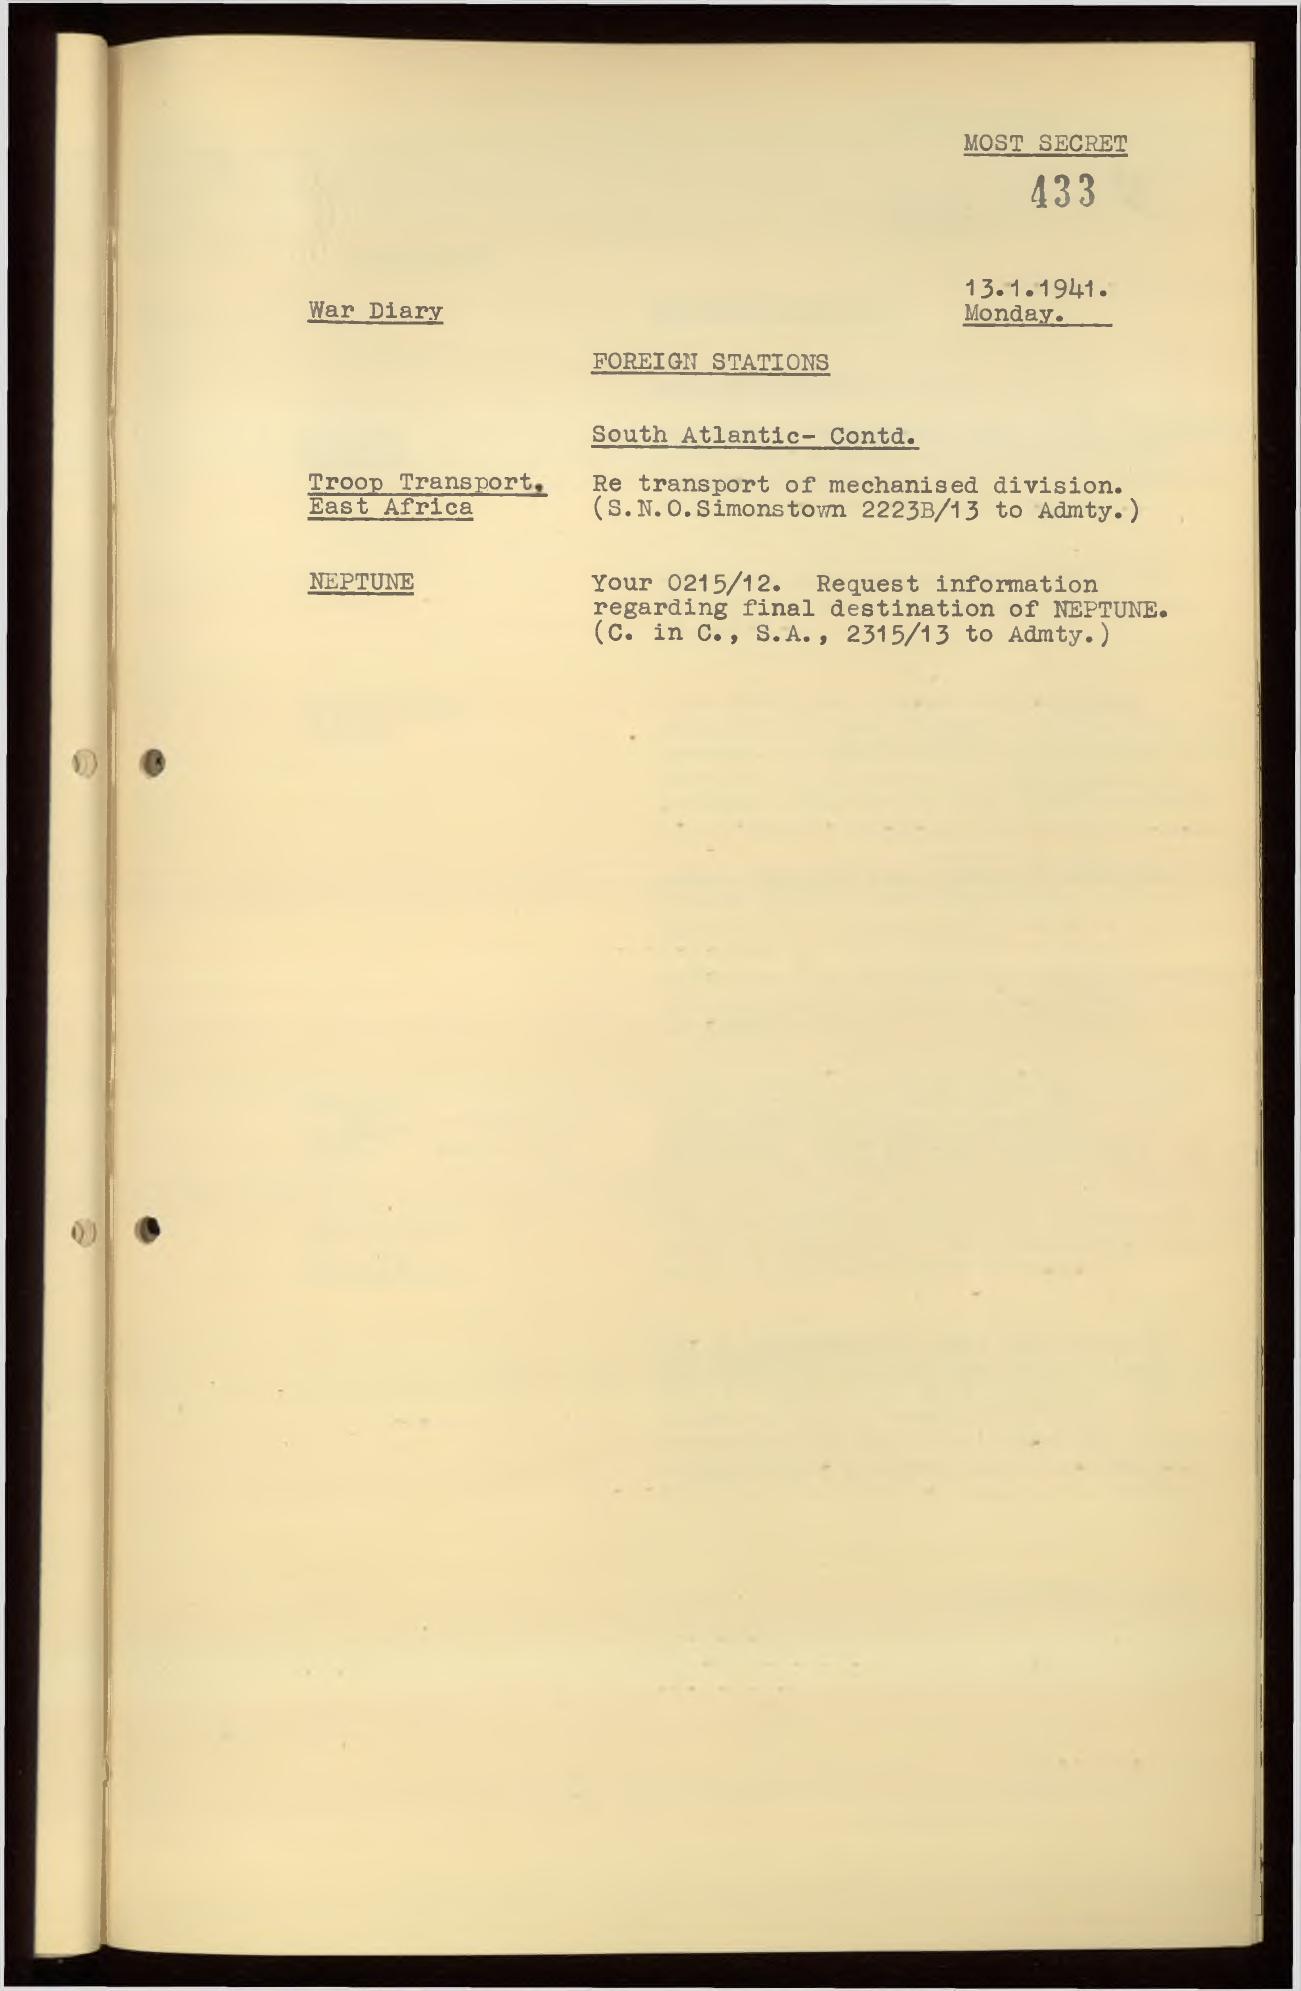 MOST SECRET
433
13.1.1941.
War Diary
Monday.
FOREIGN STATIONS
South Atlantic- Contd.
Troop Transport. Re transport of mechanised division.
East Africa (S.N.O.Simonstown 2223B/13 to Admty.)
NEPTUNE Your 0215/12. Request information
regarding final destination of NEPTUNE.
(C. in C., S.A., 2315/13 to Admty.)